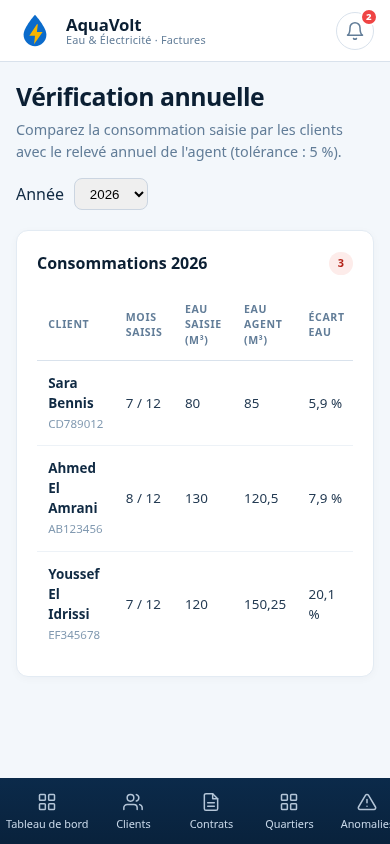 AquaVolt
Eau & Électricité · Factures
2
Vérification annuelle
Comparez la consommation saisie par les clients
avec le relevé annuel de l'agent (tolérance : 5 %).
Année 2026
Consommations 2026 3
CLIENT MOIS SAISIS EAU SAISIE (M³) EAU AGENT (M³) ÉCART EAU
Sara Bennis CD789012 7 / 12 80 85 5,9 %
Ahmed El Amrani AB123456 8 / 12 130 120,5 7,9 %
Youssef El Idrissi EF345678 7 / 12 120 150,25 20,1 %
Tableau de bord Clients Contrats Quartiers Anomalie